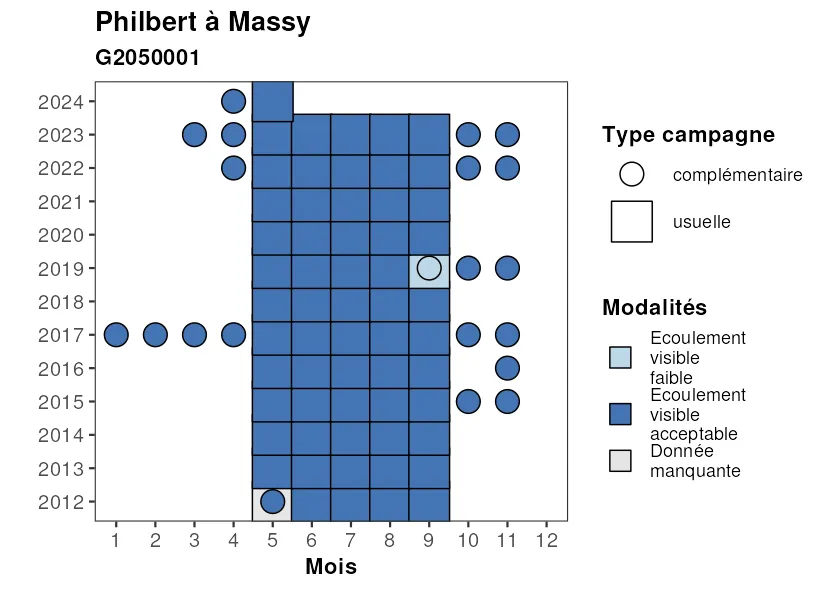 Philbert à Massy
G2050001
2024
2023
2022
2021
2020
2019
2018
2017
2016
2015
2014
2013
2012
1 2 3 4 5 6 7 8 9 10 11 12
Mois
Type campagne
complémentaire
usuelle
Modalités
Ecoulement
visible
faible
Ecoulement
visible
acceptable
Donnée
manquante